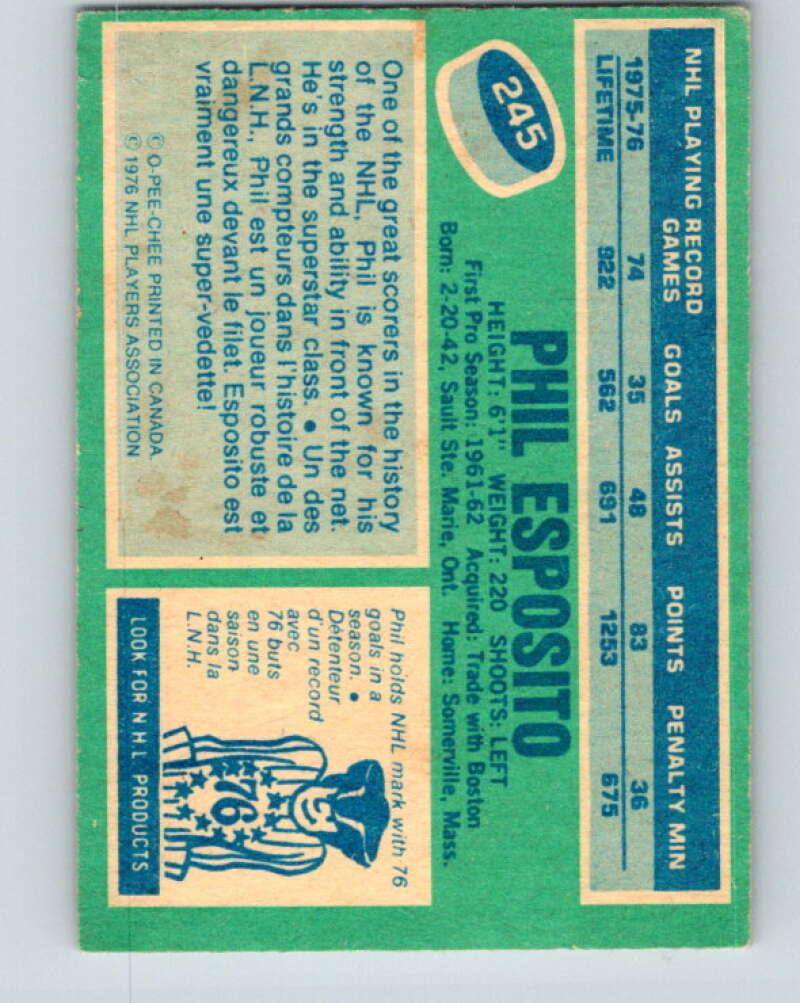 NHL PLAYING RECORD
GAMES GOALS ASSISTS POINTS PENALTY MIN
1975-76 74 35 48 83 36
LIFETIME 922 562 691 1253 675
245
PHIL ESPOSITO
HEIGHT: 6'1" WEIGHT: 220 SHOOTS: LEFT
First Pro Season: 1961-62 Acquired: Trade with Boston
Born: 2-20-42, Sault Ste. Marie, Ont. Home: Somerville, Mass.
One of the great scorers in the history
of the NHL, Phil is known for his
strength and ability in front of the net.
He's in the superstar class. • Un des
grands compteurs dans l'histoire de la
L.N.H., Phil est un joueur robuste et
dangereux devant le filet. Esposito est
vraiment une super-vedette!
© O-PEE-CHEE PRINTED IN CANADA
© 1976 NHL PLAYERS ASSOCIATION
Phil holds NHL mark with 76
goals in a
season. •
Détenteur
d'un record
avec
76 buts
en une
saison
dans la
L.N.H.
76
LOOK FOR NHL PRODUCTS